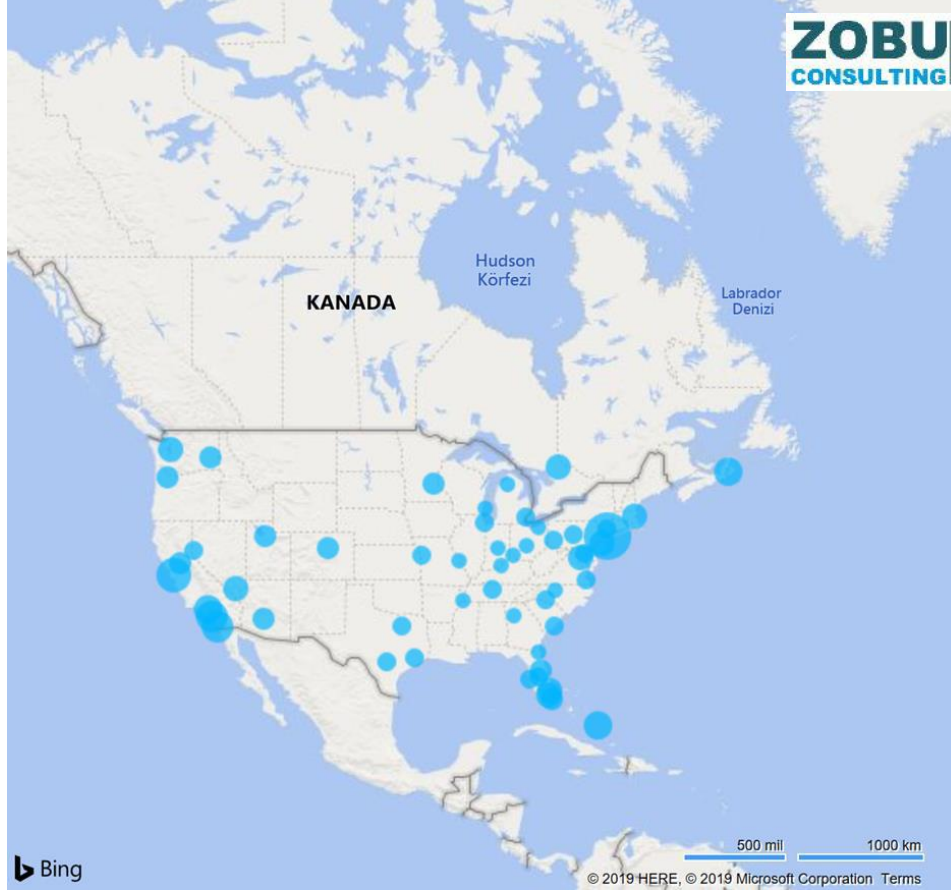 ZOBU
CONSULTING
Hudson
Körfezi
Labrador
Denizi
KANADA
500 mil
1000 km
Bing
© 2019 HERE, © 2019 Microsoft Corporation Terms